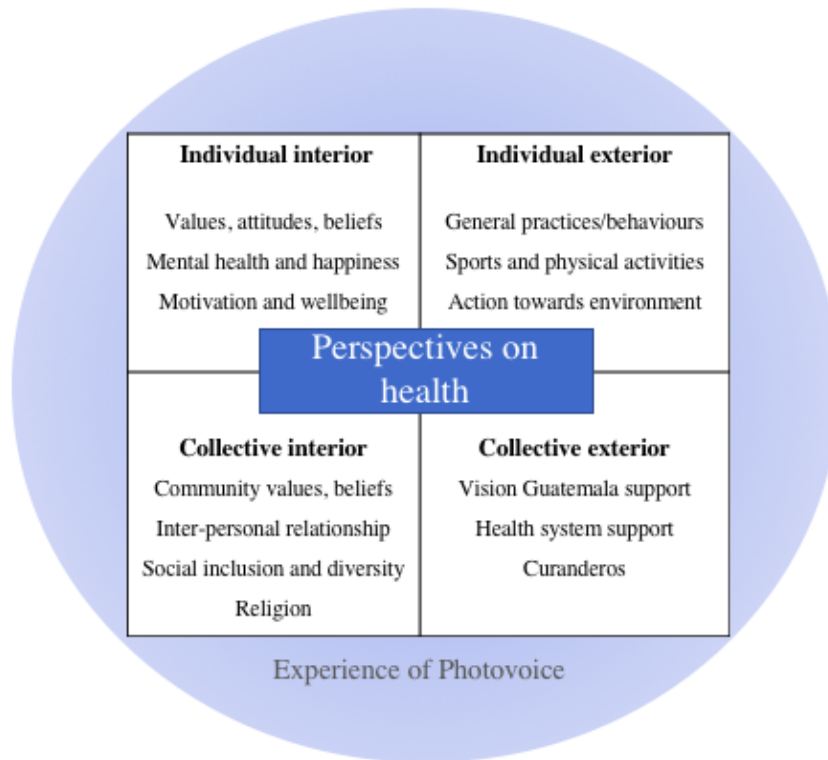 Individual interior
Values, attitudes, beliefs
Mental health and happiness
Motivation and wellbeing
Individual exterior
General practices/behaviours
Sports and physical activities
Action towards environment
Perspectives on
health
Collective interior
Community values, beliefs
Inter-personal relationship
Social inclusion and diversity
Religion
Collective exterior
Vision Guatemala support
Health system support
Curanderos
Experience of Photovoice